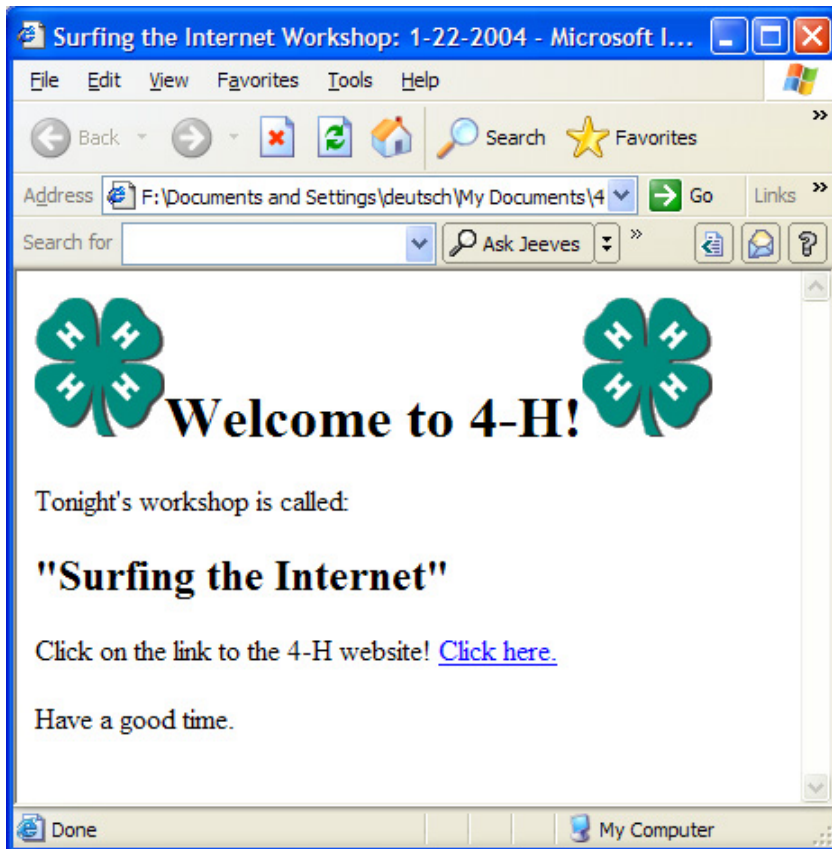 Surfing the Internet Workshop: 1-22-2004 - Microsoft I...
File Edit View Favorites Tools Help
Back Search Favorites
Address F:\Documents and Settings\deutsch\My Documents\4 Go Links
Search for Ask Jeeves
H H H H
H H H H
Welcome to 4-H!
Tonight's workshop is called:
"Surfing the Internet"
Click on the link to the 4-H website! Click here.
Have a good time.
Done My Computer